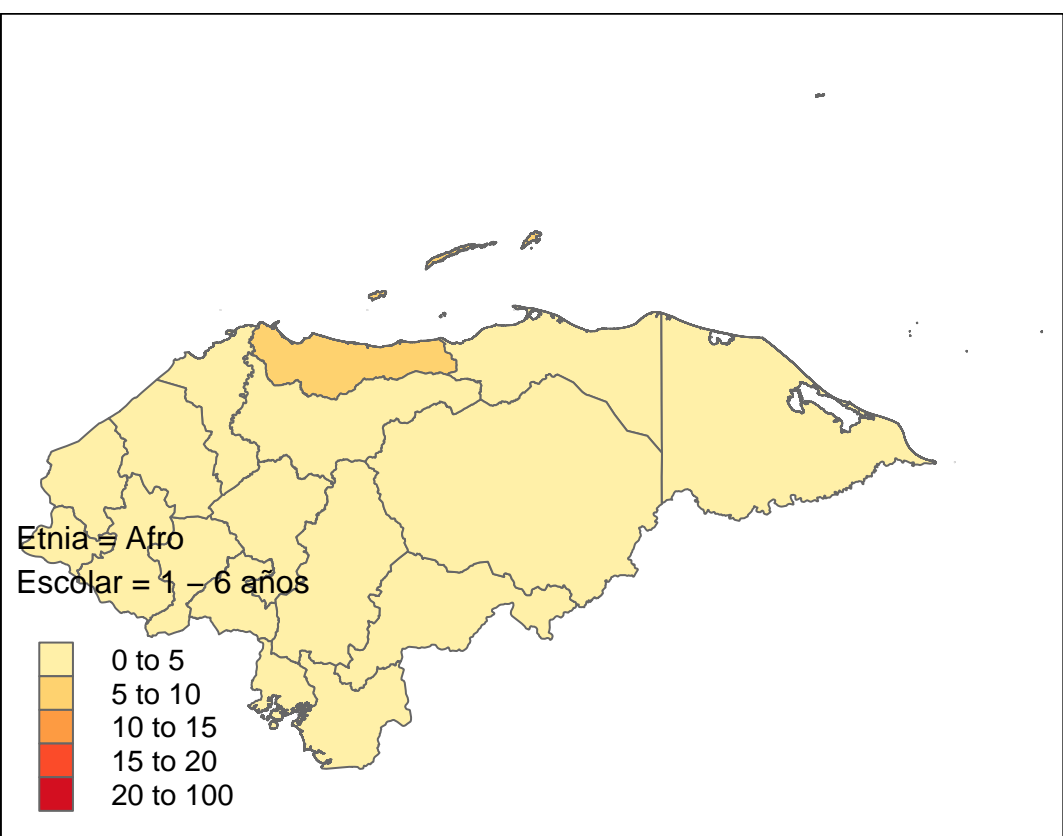 Etnia = Afro
Escolar = 1 – 6 años
0 to 5
5 to 10
10 to 15
15 to 20
20 to 100